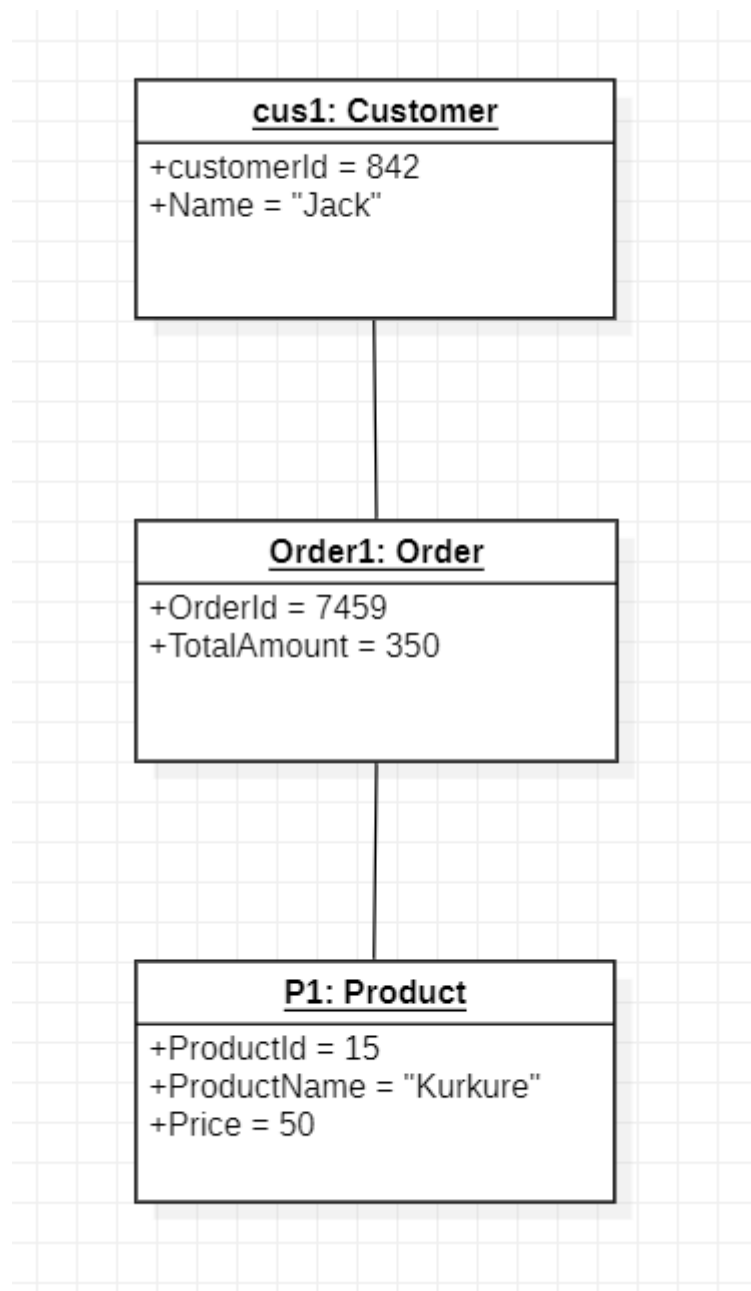 cus1: Customer
+customerId = 842
+Name = "Jack"
Order1: Order
+OrderId = 7459
+TotalAmount = 350
P1: Product
+ProductId = 15
+ProductName = "Kurkure"
+Price = 50